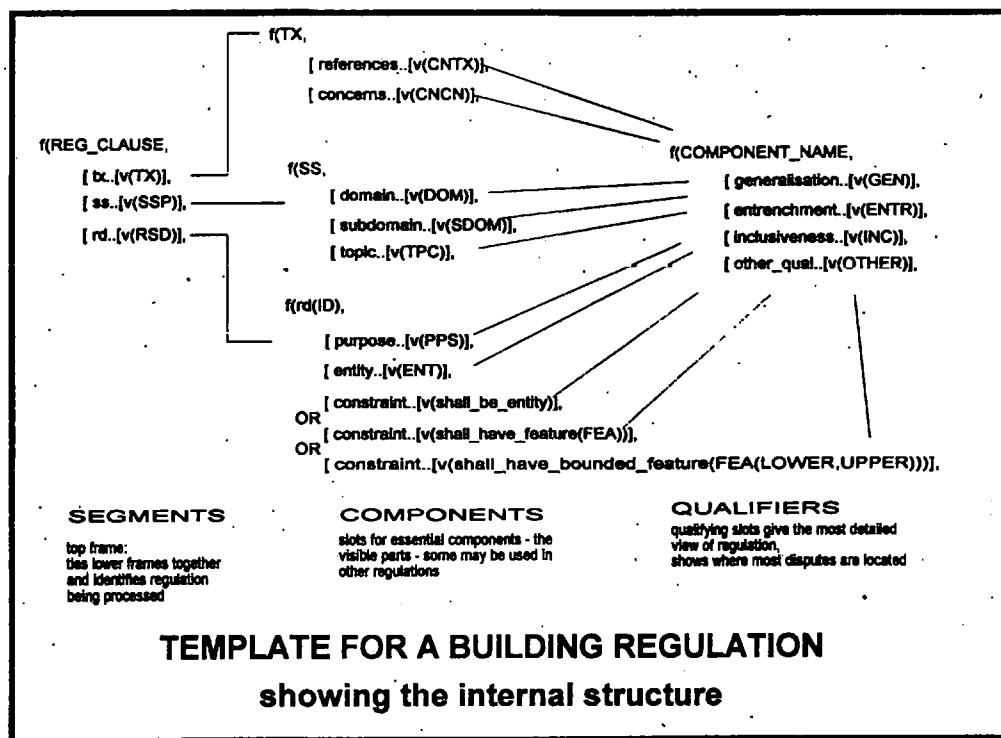 f(TX,
[ references..[v(CNTX)],
[ concerns..[v(CNCN)],
f(REG_CLAUSE,
[ tx..[v(TX)],
[ ss..[v(SSP)],
[ rd..[v(RSD)],
f(SS,
[ domain..[v(DOM)],
[ subdomain..[v(SDOM)],
[ topic..[v(TPC)],
f(COMPONENT_NAME,
[ generalisation..[v(GEN)],
[ entrenchment..[v(ENTR)],
[ inclusiveness..[v(INC)],
[ other_qual..[v(OTHER)],
f(rd(ID),
[ purpose..[v(PPS)],
[ entity..[v(ENT)],
[ constraint..[v(shall_be_entity)],
OR
[ constraint..[v(shall_have_feature(FEA))],
OR
[ constraint..[v(shall_have_bounded_feature(FEA(LOWER,UPPER)))],
SEGMENTS
top frame:
ties lower frames together
and identifies regulation
being processed
COMPONENTS
slots for essential components - the
visible parts - some may be used in
other regulations
QUALIFIERS
qualifying slots give the most detailed
view of regulation,
shows where most disputes are located
TEMPLATE FOR A BUILDING REGULATION
showing the internal structure